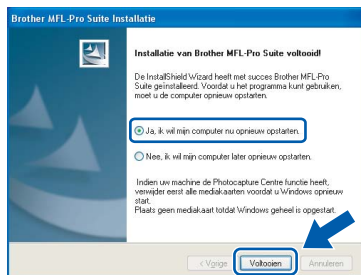 Brother MFL-Pro Suite Installatie
Installatie van Brother MFL-Pro Suite voltooid!
De InstallShield Wizard heeft met succes Brother MFL-Pro
Suite geïnstalleerd. Voordat u het programma kunt gebruiken,
moet u de computer opnieuw opstarten.
Ja, ik wil mijn computer nu opnieuw opstarten.
Nee, ik wil mijn computer later opnieuw opstarten.
Indien uw machine de Photocapture Centre functie heeft,
verwijder eerst alle mediakaarten voordat u Windows opnieuw
start.
Plaats geen mediakaart totdat Windows geheel is opgestart.
< Vorige Voltooien Annuleren